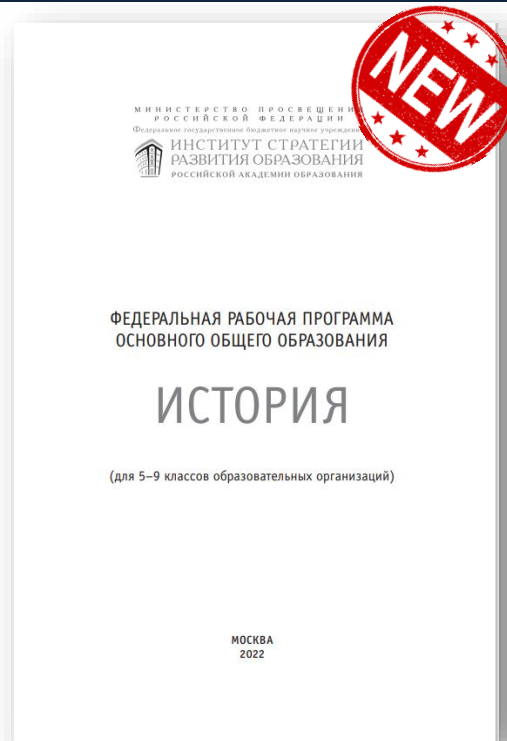 NEW
МИНИСТЕРСТВО ПРОСВЕЩЕНИЯ
РОССИЙСКОЙ ФЕДЕРАЦИИ
Федеральное государственное бюджетное научное учреждение
ИНСТИТУТ СТРАТЕГИИ
РАЗВИТИЯ ОБРАЗОВАНИЯ
РОССИЙСКОЙ АКАДЕМИИ ОБРАЗОВАНИЯ
ФЕДЕРАЛЬНАЯ РАБОЧАЯ ПРОГРАММА
ОСНОВНОГО ОБЩЕГО ОБРАЗОВАНИЯ
ИСТОРИЯ
(для 5–9 классов образовательных организаций)
МОСКВА
2022